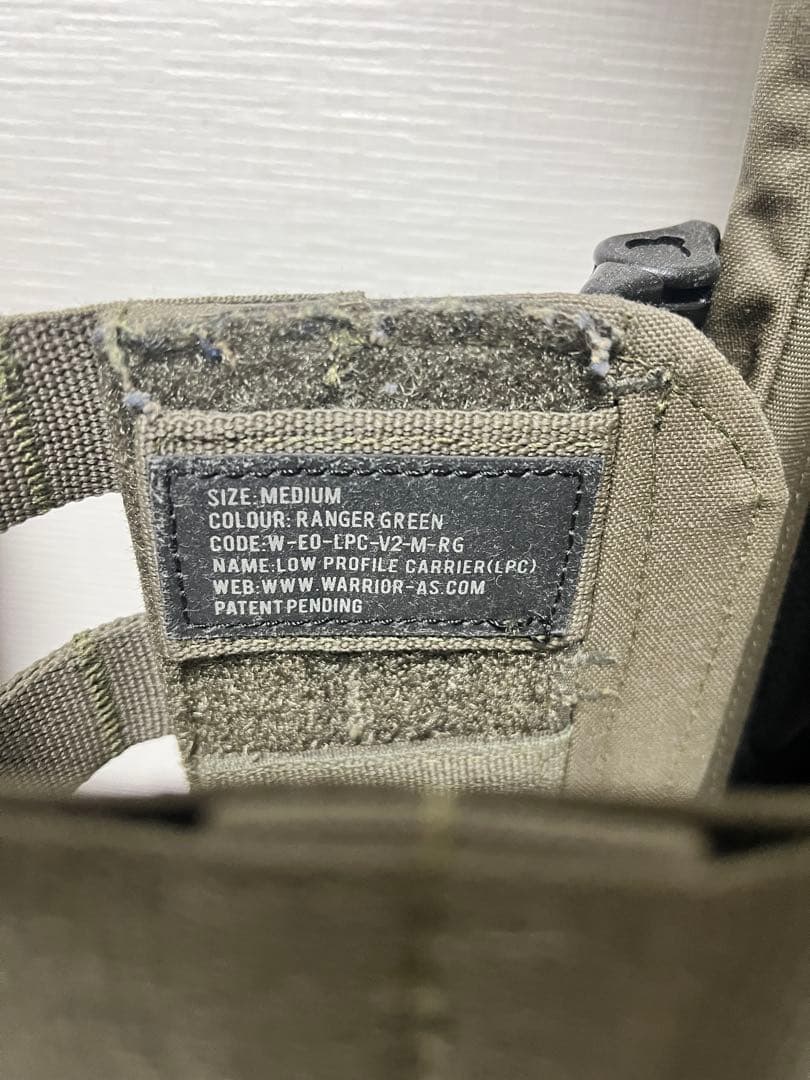 SIZE:MEDIUM
COLOUR: RANGER GREEN
CODE:W-EO-LPC-V2-M-RG
NAME:LOW PROFILE CARRIER(LPC)
WEB:WWW.WARRIOR-AS.COM
PATENT PENDING